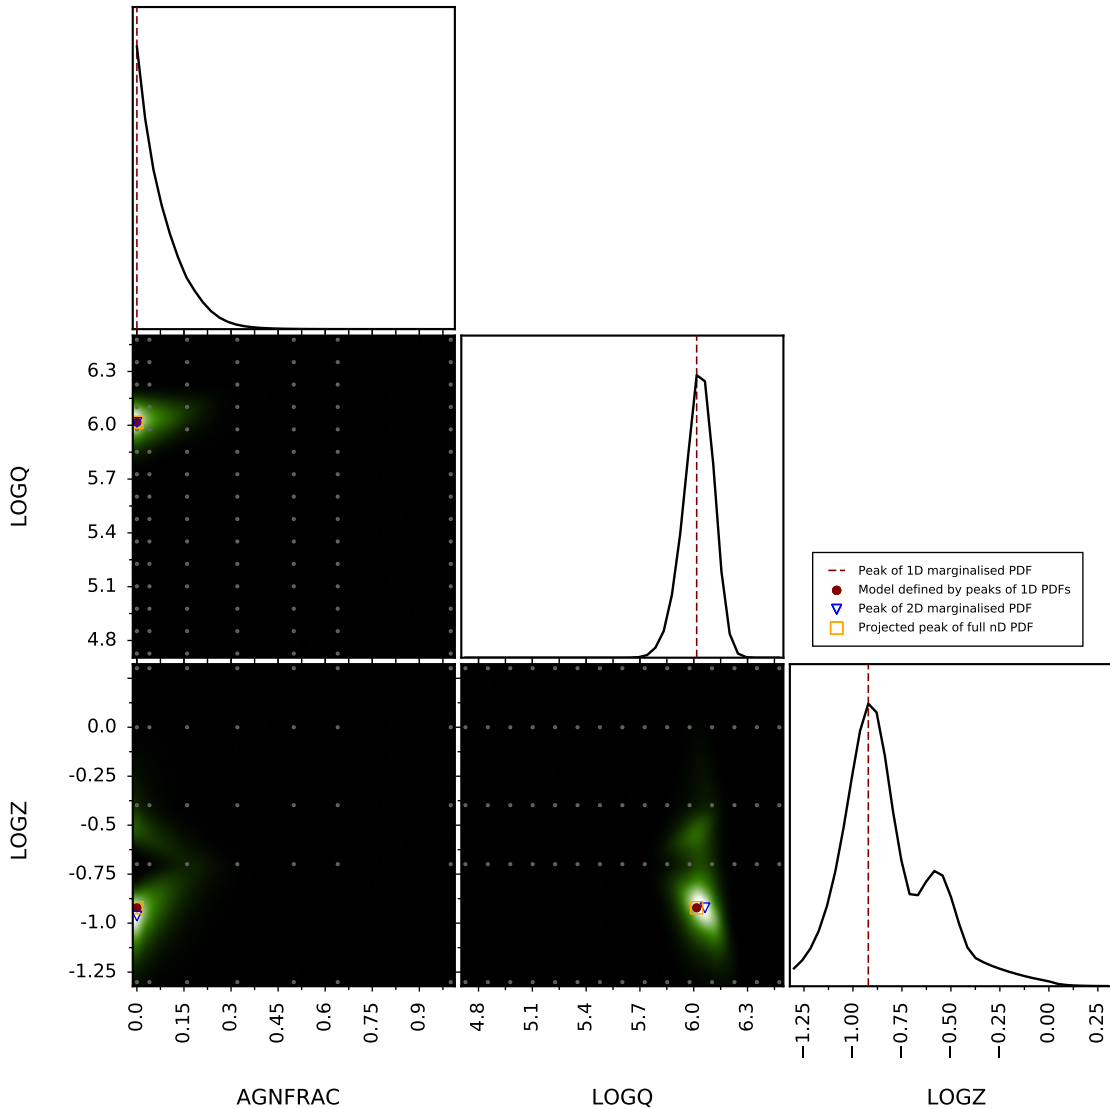 6.3
6.0
5.7
5.4
5.1
4.8
LOGQ
Peak of 1D marginalised PDF
Model defined by peaks of 1D PDFs
Peak of 2D marginalised PDF
Projected peak of full nD PDF
0.0
-0.25
-0.5
-0.75
-1.0
-1.25
LOGZ
0.0 0.15 0.3 0.45 0.6 0.75 0.9
4.8 5.1 5.4 5.7 6.0 6.3
−1.25 −1.00 −0.75 −0.50 −0.25 0.00 0.25
AGNFRAC
LOGQ
LOGZ